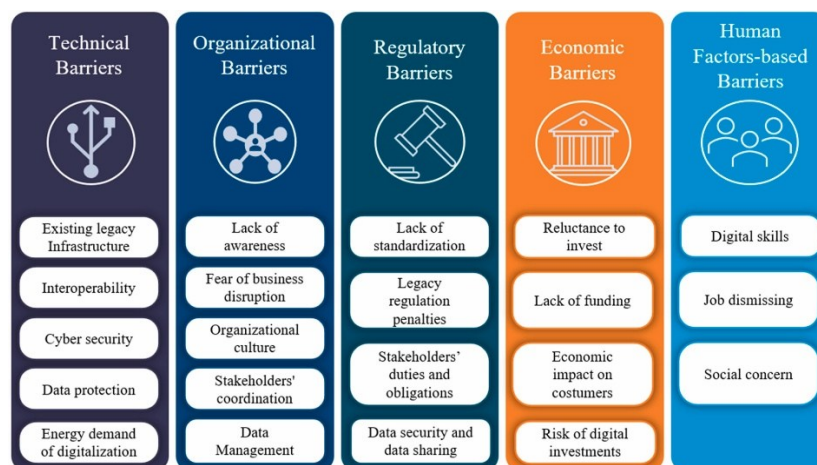 Technical
Barriers
Existing legacy
Infrastructure
Interoperability
Cyber security
Data protection
Energy demand
of digitalization
Organizational
Barriers
Lack of
awareness
Fear of business
disruption
Organizational
culture
Stakeholders'
coordination
Data
Management
Regulatory
Barriers
Lack of
standardization
Legacy
regulation
penalties
Stakeholders’
duties and
obligations
Data security and
data sharing
Economic
Barriers
Reluctance to
invest
Lack of funding
Economic
impact on
costumers
Risk of digital
investments
Human
Factors-based
Barriers
Digital skills
Job dismissing
Social concern